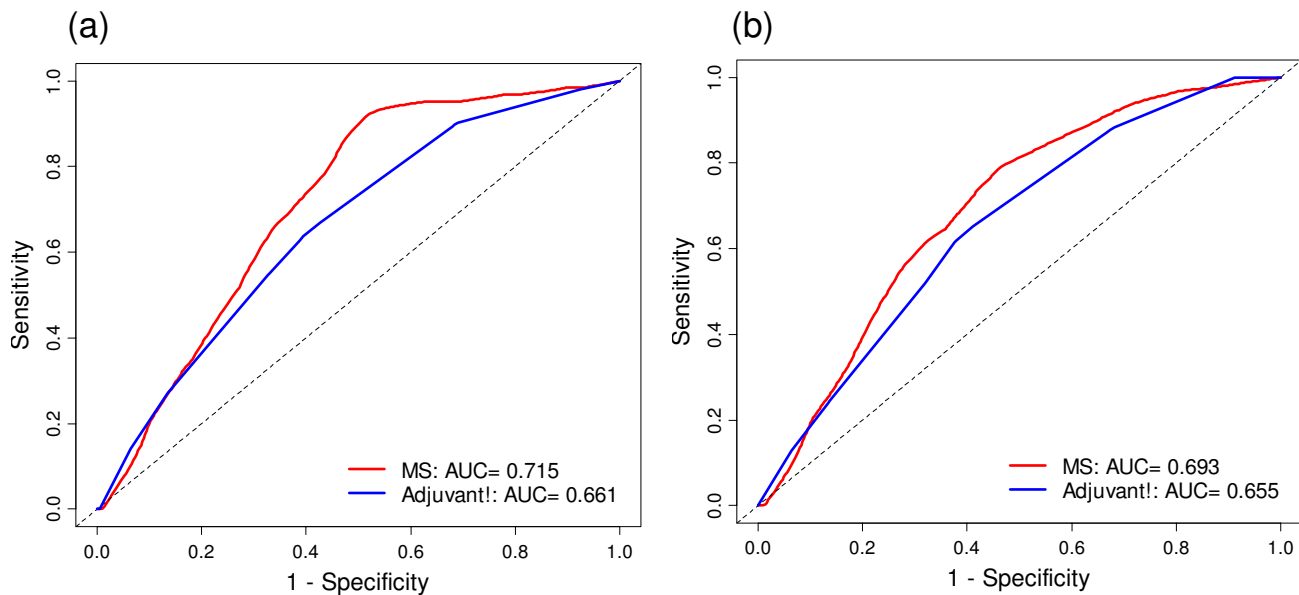 (a)
Sensitivity
0.0 0.2 0.4 0.6 0.8 1.0
MS: AUC= 0.715
Adjuvant!: AUC= 0.661
0.0 0.2 0.4 0.6 0.8 1.0
1 - Specificity
(b)
Sensitivity
0.0 0.2 0.4 0.6 0.8 1.0
MS: AUC= 0.693
Adjuvant!: AUC= 0.655
0.0 0.2 0.4 0.6 0.8 1.0
1 - Specificity